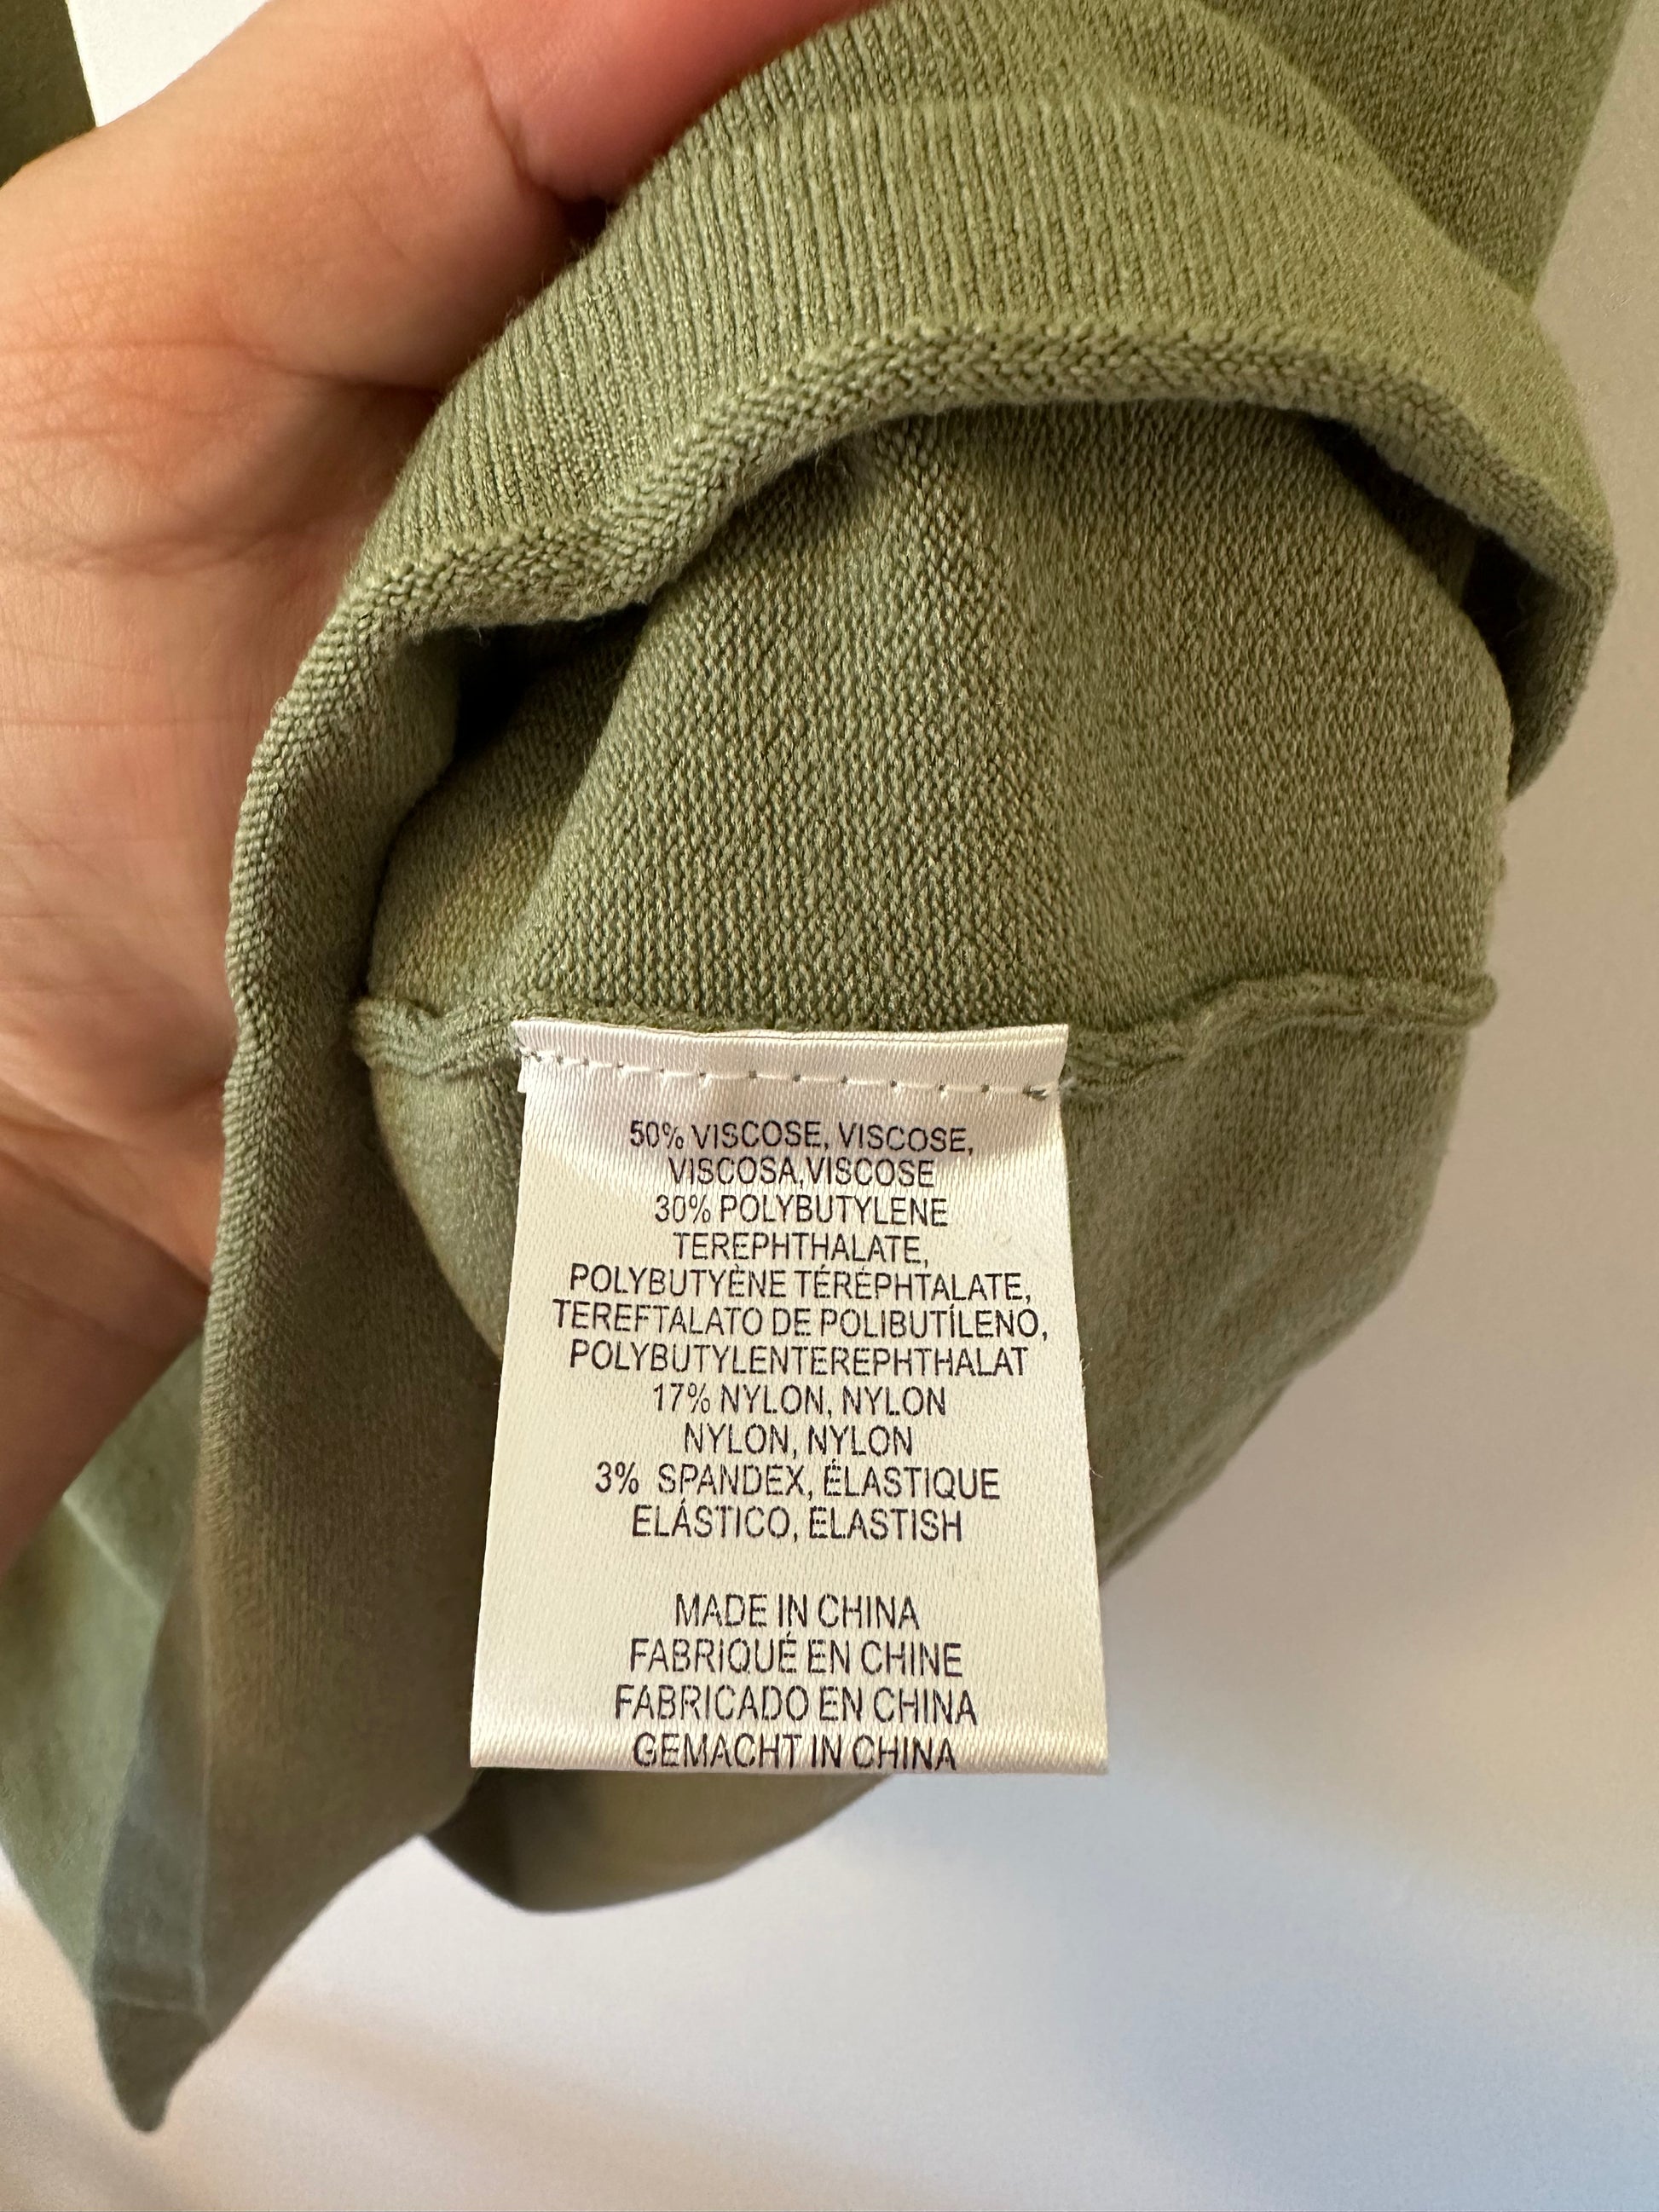 50% VISCOSE, VISCOSE,
VISCOSA,VISCOSE
30% POLYBUTYLENE
TEREPHTHALATE,
POLYBUTYÈNE TÉRÉPHTALATE,
TEREFTALATO DE POLIBUTÍLENO,
POLYBUTYLENTEREPHTHALAT
17% NYLON, NYLON
NYLON, NYLON
3% SPANDEX, ÉLASTIQUE
ELÁSTICO, ELASTISH
MADE IN CHINA
FABRIQUÉ EN CHINE
FABRICADO EN CHINA
GEMACHT IN CHINA